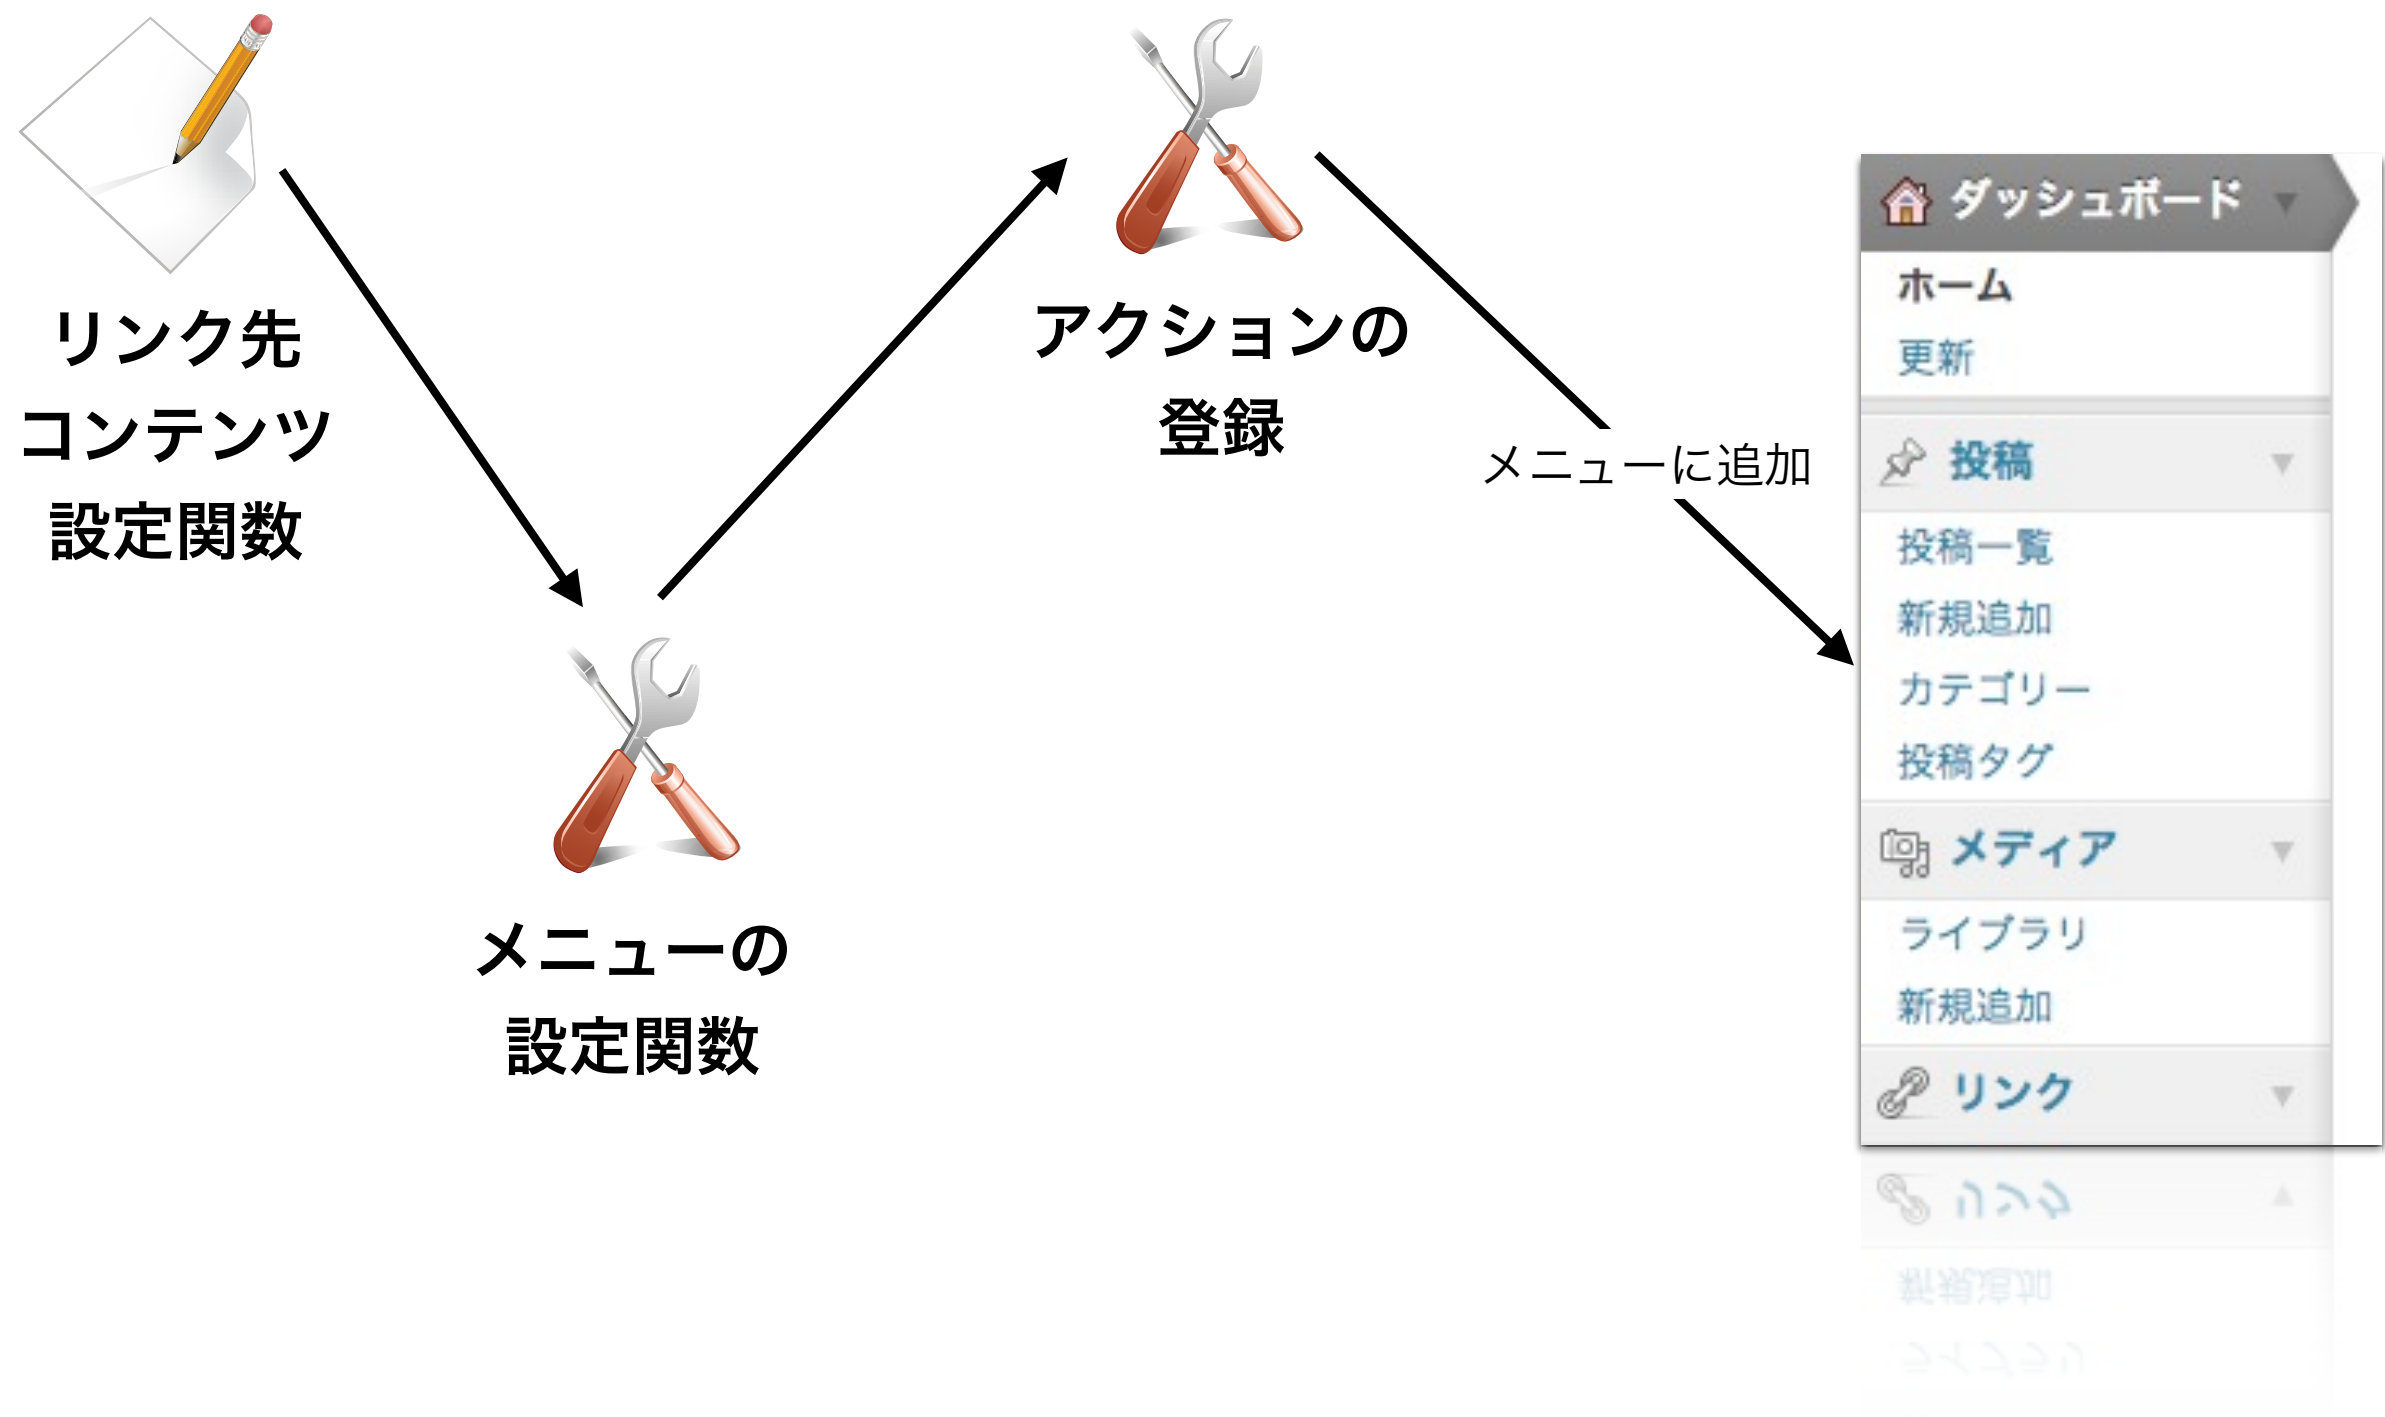 リンク先
コンテンツ
設定関数
メニューの
設定関数
アクションの
登録
メニューに追加
ダッシュボード
ホーム
更新
投稿
投稿一覧
新規追加
カテゴリー
投稿タグ
メディア
ライブラリ
新規追加
リンク